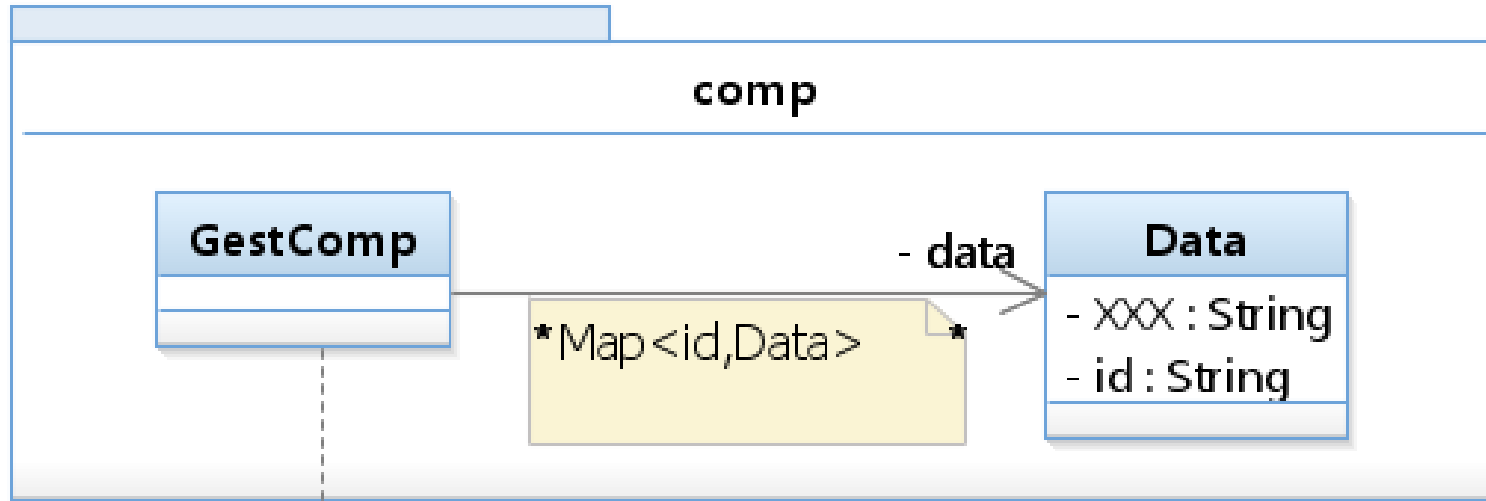 comp
GestComp
- data
Data
*Map<id,Data>
*
- XXX : String
- id : String